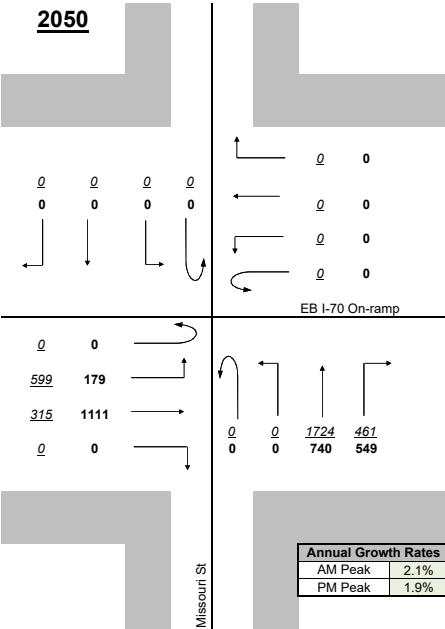 2050
0 0
0 0 0 0
0 0 0 0
0 0
0 0
0 0
EB I-70 On-ramp
0 0
599 179
315 1111
0 0
0 0 1724 461
0 0 740 549
Missouri St
Annual Growth Rates
AM Peak 2.1%
PM Peak 1.9%